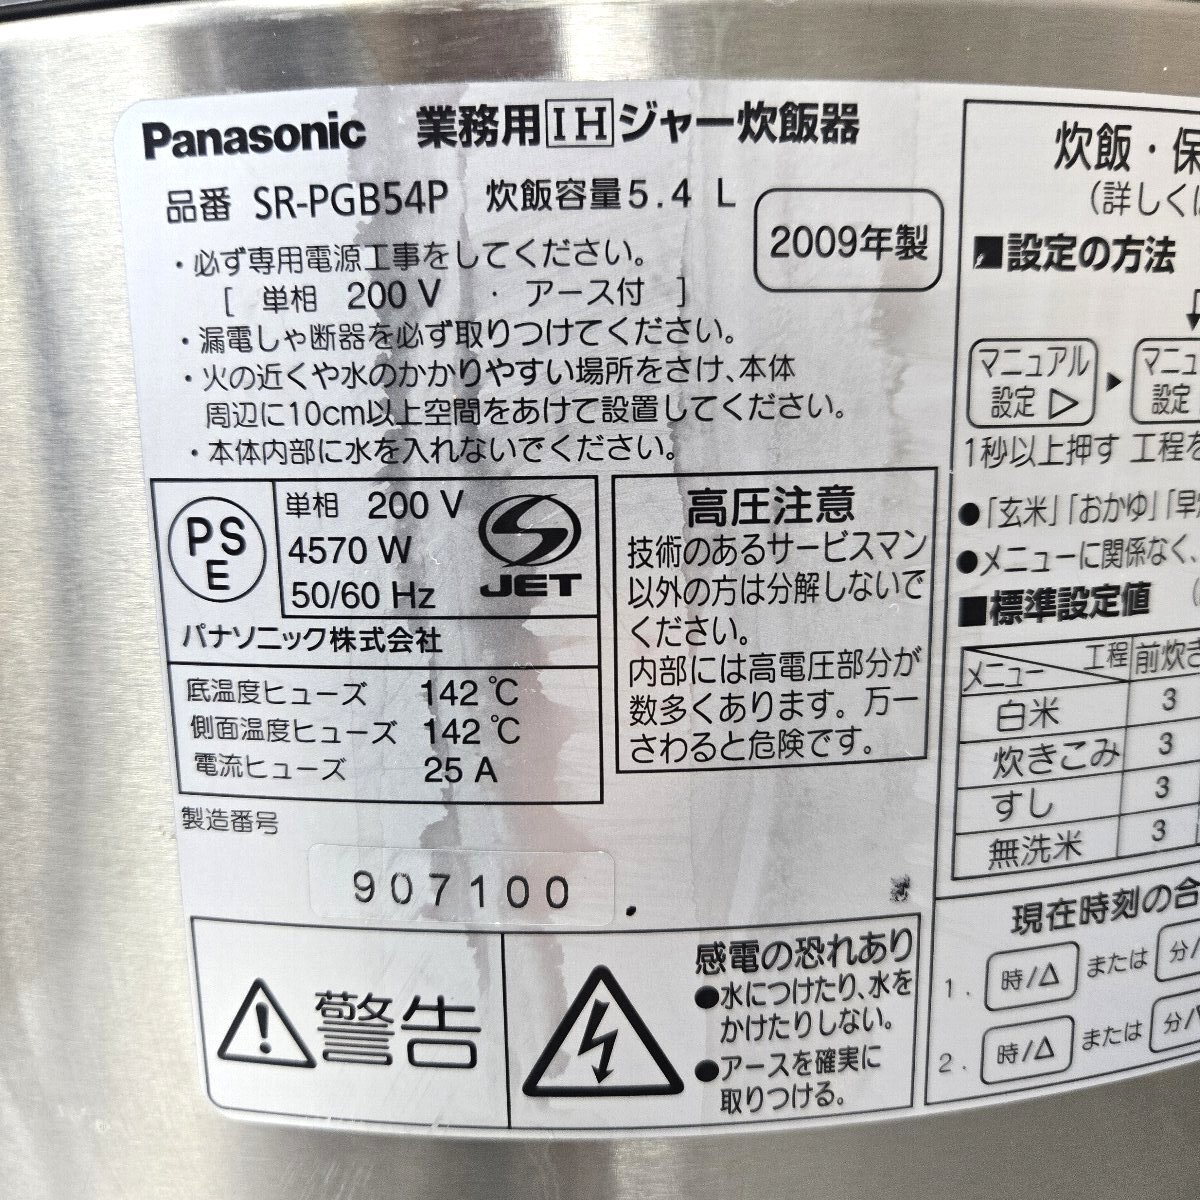 Panasonic 業務用 IH ジャー炊飯器
品番 SR-PGB54P 炊飯容量5.4 L
2009年製
・必ず専用電源工事をしてください。
[ 単相 200 V ・ アース付 ]
・漏電しゃ断器を必ず取りつけてください。
・火の近くや水のかかりやすい場所をさけ、本体
周辺に10cm以上空間をあけて設置してください。
・本体内部に水を入れないでください。
PS
E
単相 200 V
4570 W
50/60 Hz
JET
パナソニック株式会社
底温度ヒューズ 142 ℃
側面温度ヒューズ 142 ℃
電流ヒューズ 25 A
高圧注意
技術のあるサービスマン
以外の方は分解しないで
ください。
内部には高電圧部分が
数多くあります。万一
さわると危険です。
製造番号
907100
警告
感電の恐れあり
●水につけたり、水を
かけたりしない。
●アースを確実に
取りつける。
炊飯・保
(詳しくは
■設定の方法
マニュアル
設定 ▷
▶
マニュ
設定
1秒以上押す 工程を
●「玄米」「おかゆ」「早
●メニューに関係なく、
■標準設定値
メニュー 工程 前炊き
白米 3
炊きこみ 3
すし 3
無洗米 3
現在時刻の合
1. 時/△ または 分/
2. 時/△ または 分/